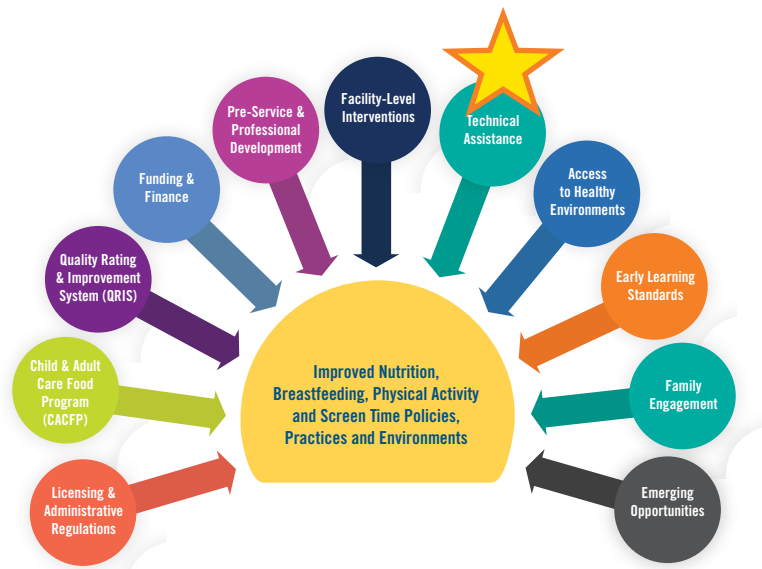 Licensing &
Administrative
Regulations
Child & Adult
Care Food
Program
(CACFP)
Quality Rating
& Improvement
System (QRIS)
Funding &
Finance
Pre-Service &
Professional
Development
Facility-Level
Interventions
Technical
Assistance
Access
to Healthy
Environments
Early Learning
Standards
Family
Engagement
Emerging
Opportunities
Improved Nutrition,
Breastfeeding, Physical Activity
and Screen Time Policies,
Practices and Environments